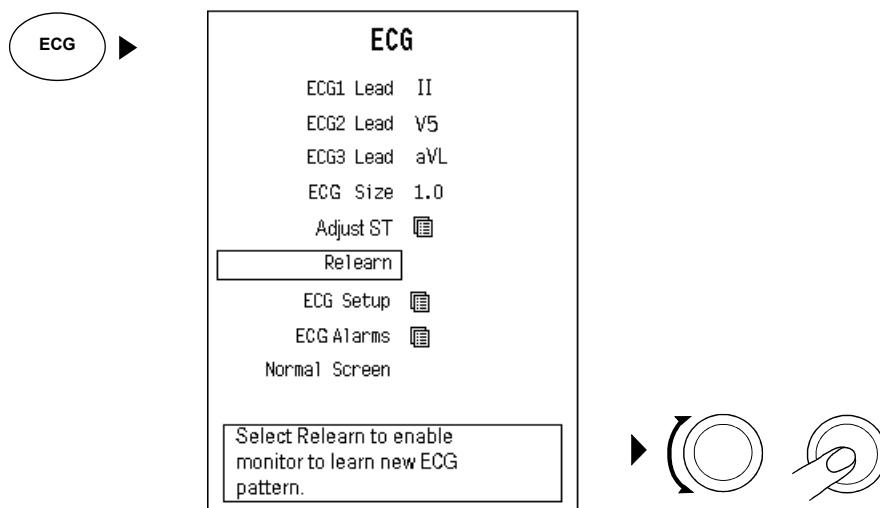 ECG
ECG
ECG1 Lead II
ECG2 Lead V5
ECG3 Lead aVL
ECG Size 1.0
Adjust ST
Relearn
ECG Setup
ECG Alarms
Normal Screen
Select Relearn to enable
monitor to learn new ECG
pattern.